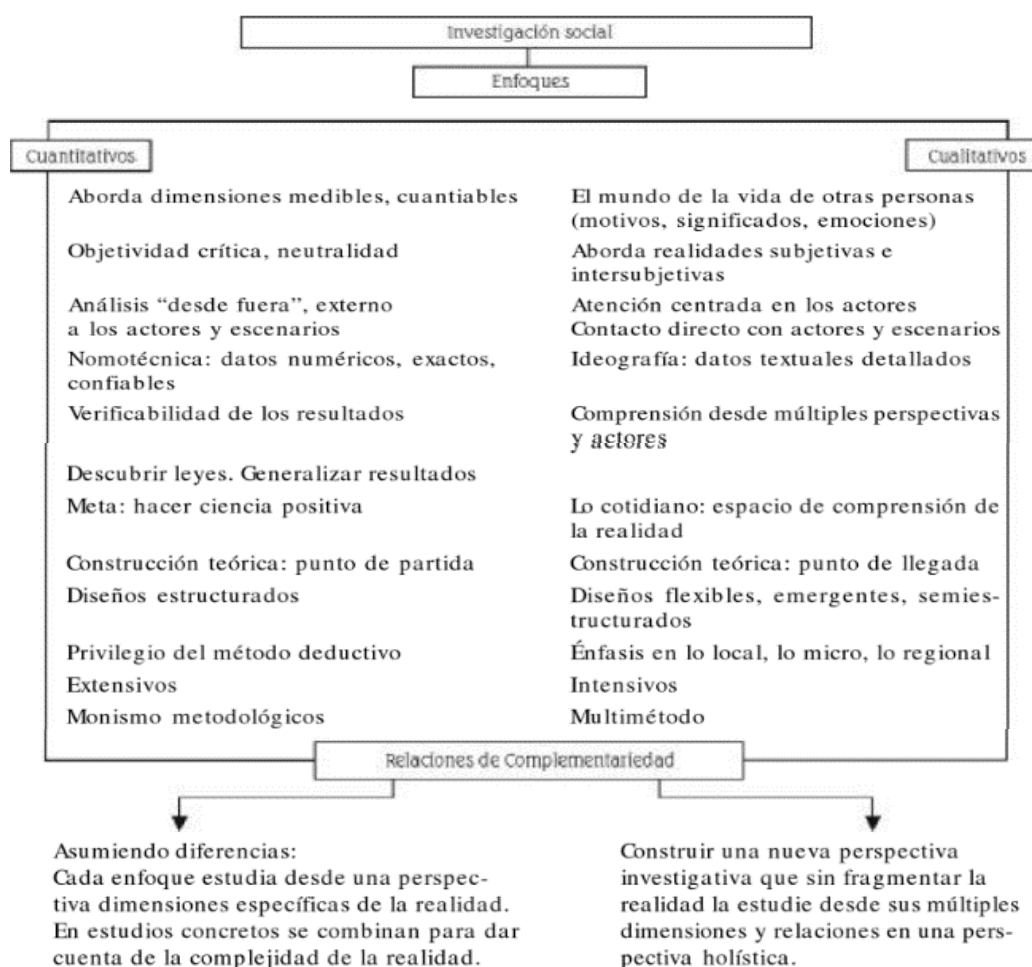 Investigación social
Enfoques
Cuantitativos
Cualitativos
Aborda dimensiones medibles, cuantiables
Objetividad crítica, neutralidad
Análisis “desde fuera”, externo
a los actores y escenarios
Nomotécnica: datos numéricos, exactos,
confiables
Verificabilidad de los resultados
Descubrir leyes. Generalizar resultados
Meta: hacer ciencia positiva
Construcción teórica: punto de partida
Diseños estructurados
Privilegio del método deductivo
Extensivos
Monismo metodológicos
El mundo de la vida de otras personas
(motivos, significados, emociones)
Aborda realidades subjetivas e
intersubjetivas
Atención centrada en los actores
Contacto directo con actores y escenarios
Ideografía: datos textuales detallados
Comprensión desde múltiples perspectivas
y actores
Lo cotidiano: espacio de comprensión de
la realidad
Construcción teórica: punto de llegada
Diseños flexibles, emergentes, semies-
tructurados
Énfasis en lo local, lo micro, lo regional
Intensivos
Multimétodo
Relaciones de Complementariedad
Asumiendo diferencias:
Cada enfoque estudia desde una perspec-
tiva dimensiones específicas de la realidad.
En estudios concretos se combinan para dar
cuenta de la complejidad de la realidad.
Construir una nueva perspectiva
investigativa que sin fragmentar la
realidad la estudie desde sus múltiples
dimensiones y relaciones en una pers-
pectiva holística.